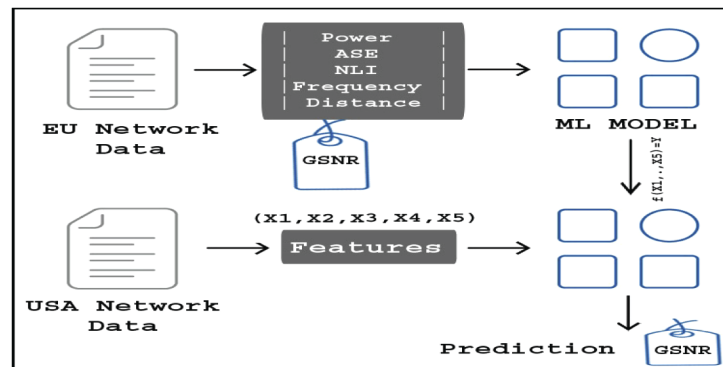 | Power |
| ASE |
| NLI |
|Frequency |
| Distance |
EU Network
Data
GSNR
ML MODEL
f(X1,.,X5)=Y
(X1,X2,X3,X4,X5)
Features
USA Network
Data
Prediction
GSNR